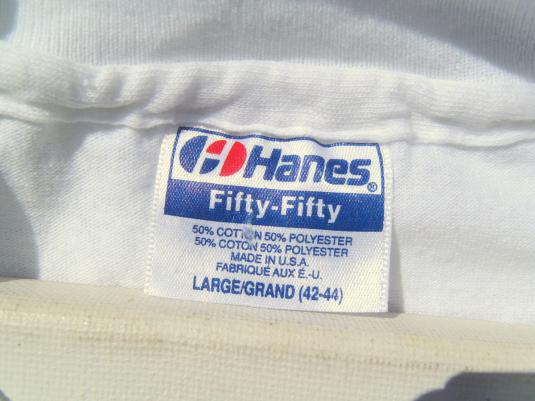 Hanes®
Fifty-Fifty
50% COTTON 50% POLYESTER
50% COTON 50% POLYESTER
MADE IN U.S.A.
FABRIQUÉ AUX É.-U.
LARGE/GRAND (42-44)